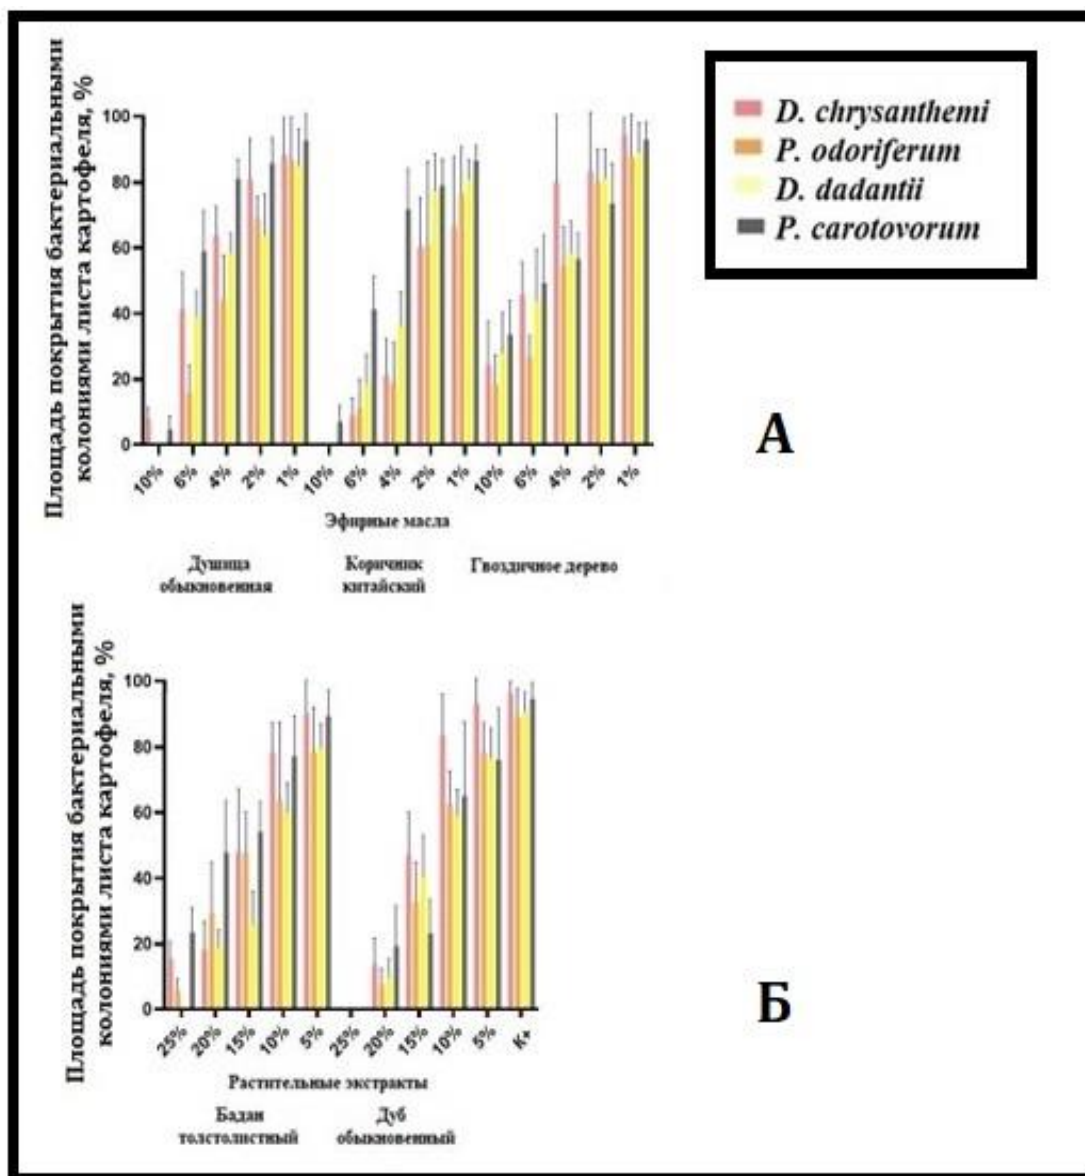 Площадь покрытия бактериальными
колониями листа картофеля, %
100
80
60
40
20
0
10%
6%
4%
2%
1%
10%
6%
4%
2%
1%
10%
6%
4%
2%
1%
Эфирные масла
Душица
обыкновенная
Коричник
китайский
Гвоздичное дерево
D. chrysanthemi
P. odoriferum
D. dadantii
P. carotovorum
А
Площадь покрытия бактериальными
колониями листа картофеля, %
100
80
60
40
20
0
25%
20%
15%
10%
5%
25%
20%
15%
10%
5%
K+
Растительные экстракты
Бадан
толстолистный
Дуб
обыкновенный
Б